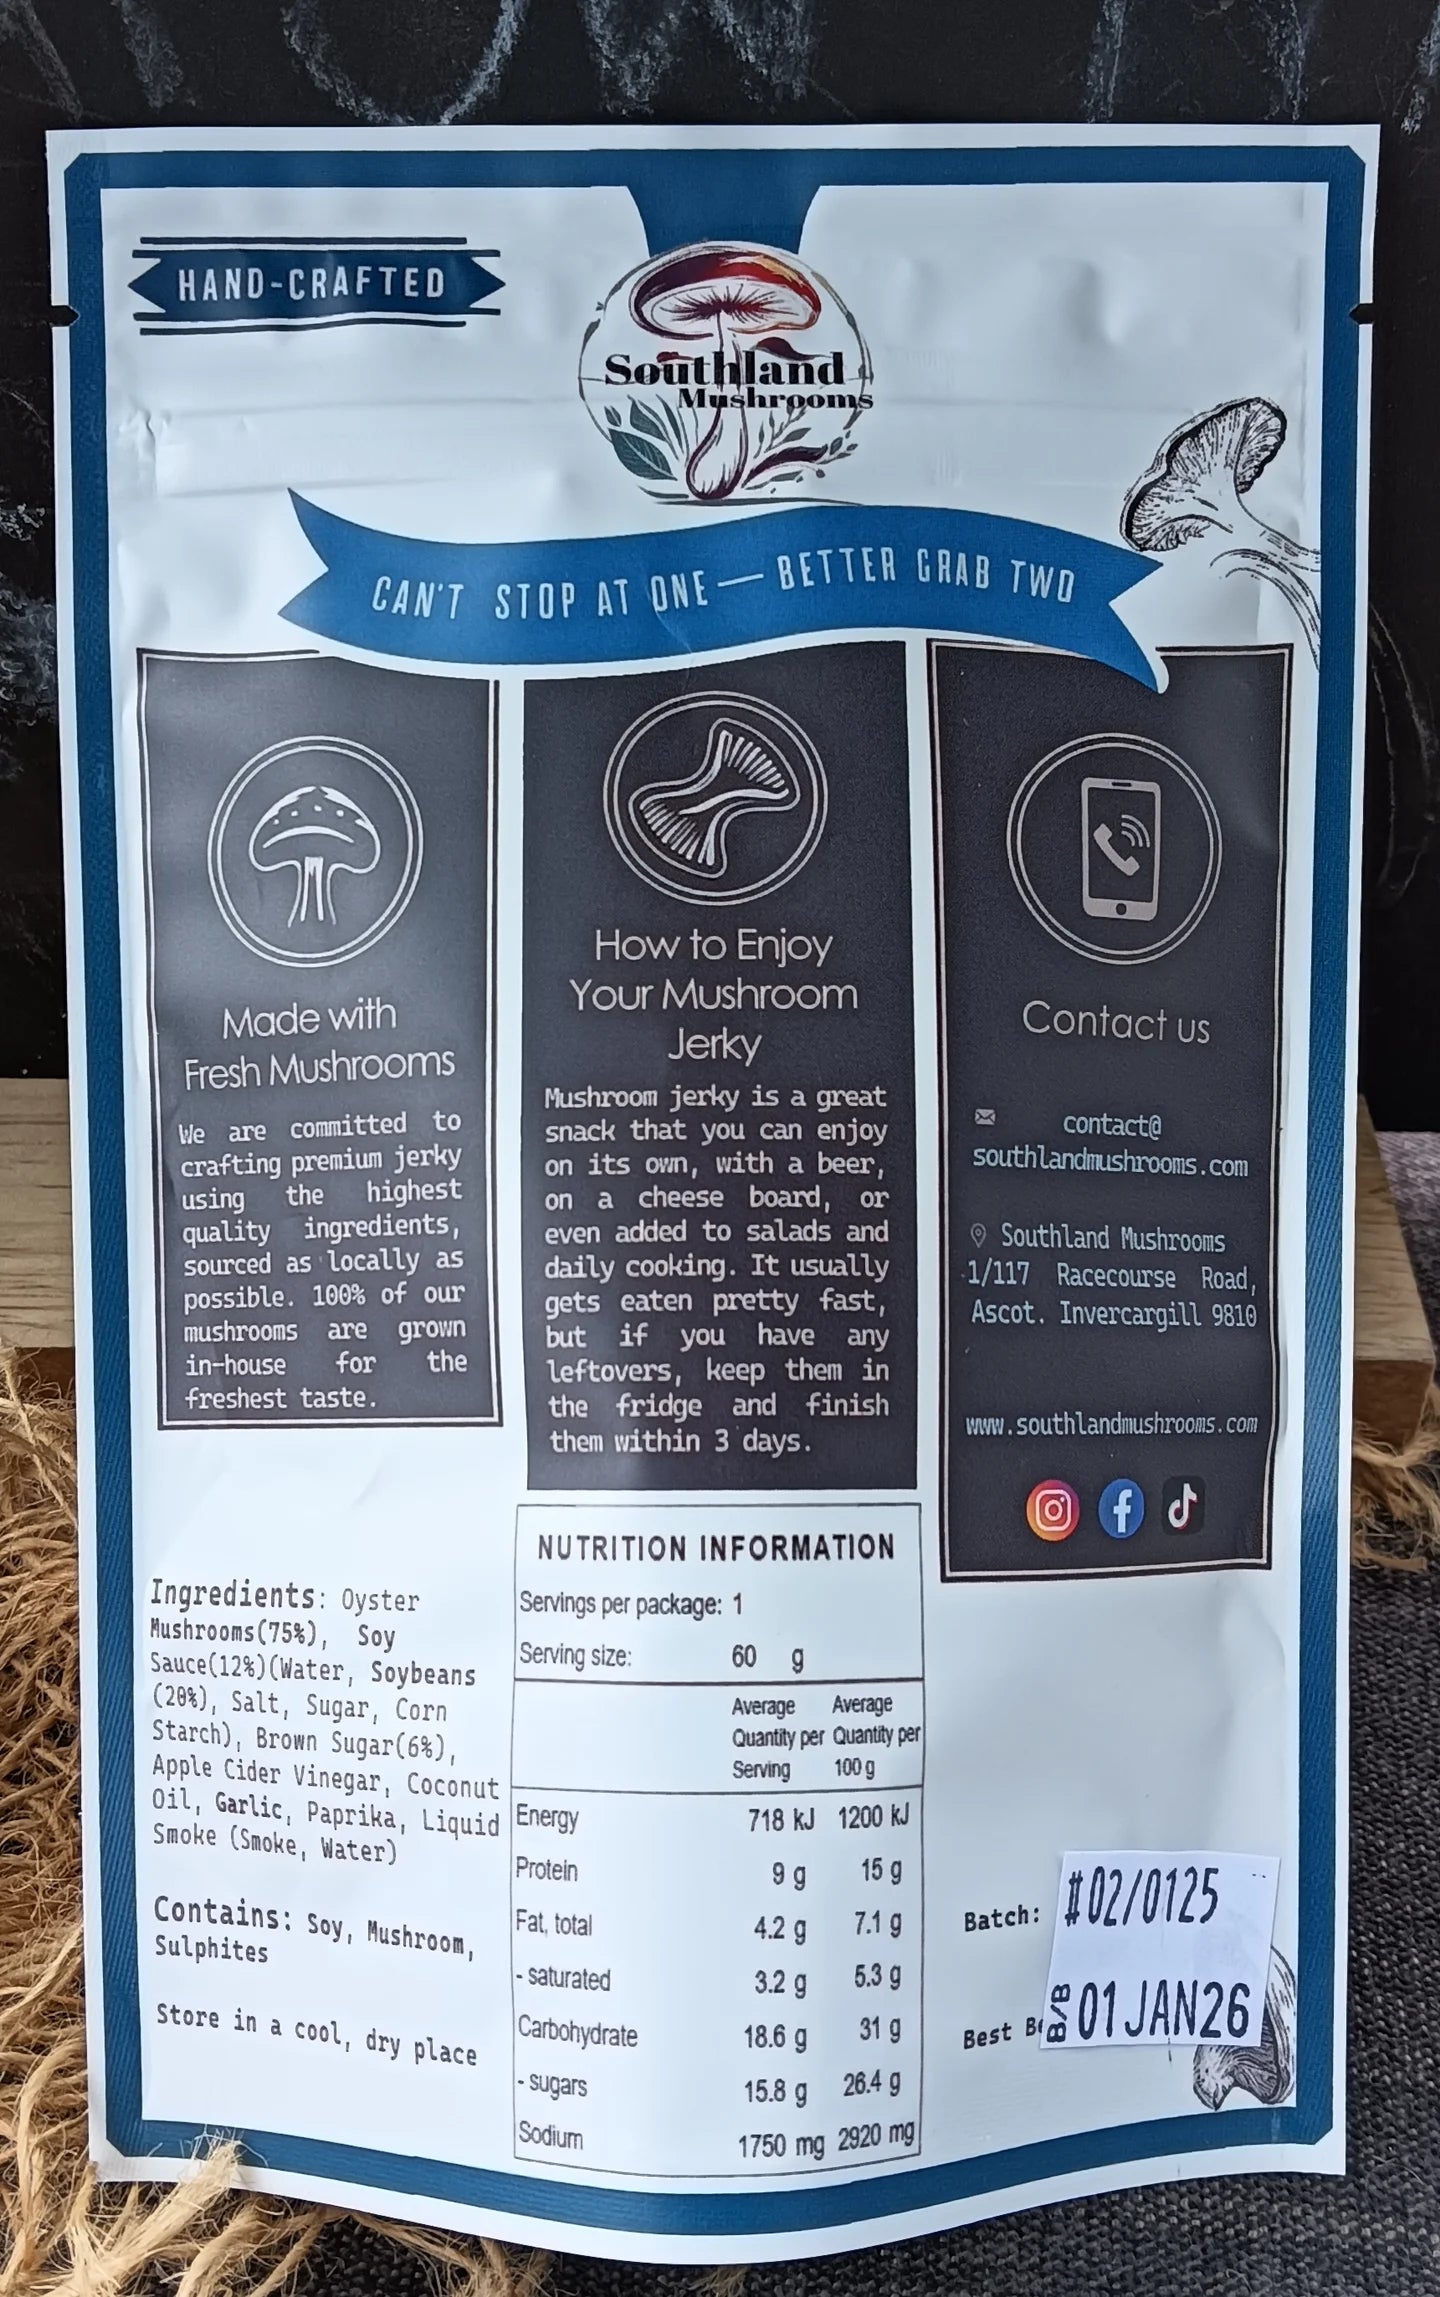 HAND-CRAFTED
Southland
Mushrooms
CAN'T STOP AT ONE — BETTER GRAB TWO
Made with
Fresh Mushrooms
We are committed to
crafting premium jerky
using the highest
quality ingredients,
sourced as locally as
possible. 100% of our
mushrooms are grown
in-house for the
freshest taste.
How to Enjoy
Your Mushroom
Jerky
Mushroom jerky is a great
snack that you can enjoy
on its own, with a beer,
on a cheese board, or
even added to salads and
daily cooking. It usually
gets eaten pretty fast,
but if you have any
leftovers, keep them in
the fridge and finish
them within 3 days.
Contact us
contact@
southlandmushrooms.com
Southland Mushrooms
1/117 Racecourse Road,
Ascot. Invercargill 9810
www.southlandmushrooms.com
Ingredients: Oyster
Mushrooms(75%), Soy
Sauce(12%)(Water, Soybeans
(20%), Salt, Sugar, Corn
Starch), Brown Sugar(6%),
Apple Cider Vinegar, Coconut
Oil, Garlic, Paprika, Liquid
Smoke (Smoke, Water)
Contains: Soy, Mushroom,
Sulphites
Store in a cool, dry place
NUTRITION INFORMATION
Servings per package: 1
Serving size: 60 g
Average Average
Quantity per Quantity per
Serving 100 g
Energy 718 kJ 1200 kJ
Protein 9 g 15 g
Fat, total 4.2 g 7.1 g
- saturated 3.2 g 5.3 g
Carbohydrate 18.6 g 31 g
- sugars 15.8 g 26.4 g
Sodium 1750 mg 2920 mg
Batch: #02/0125
Best Be B/B 01 JAN26